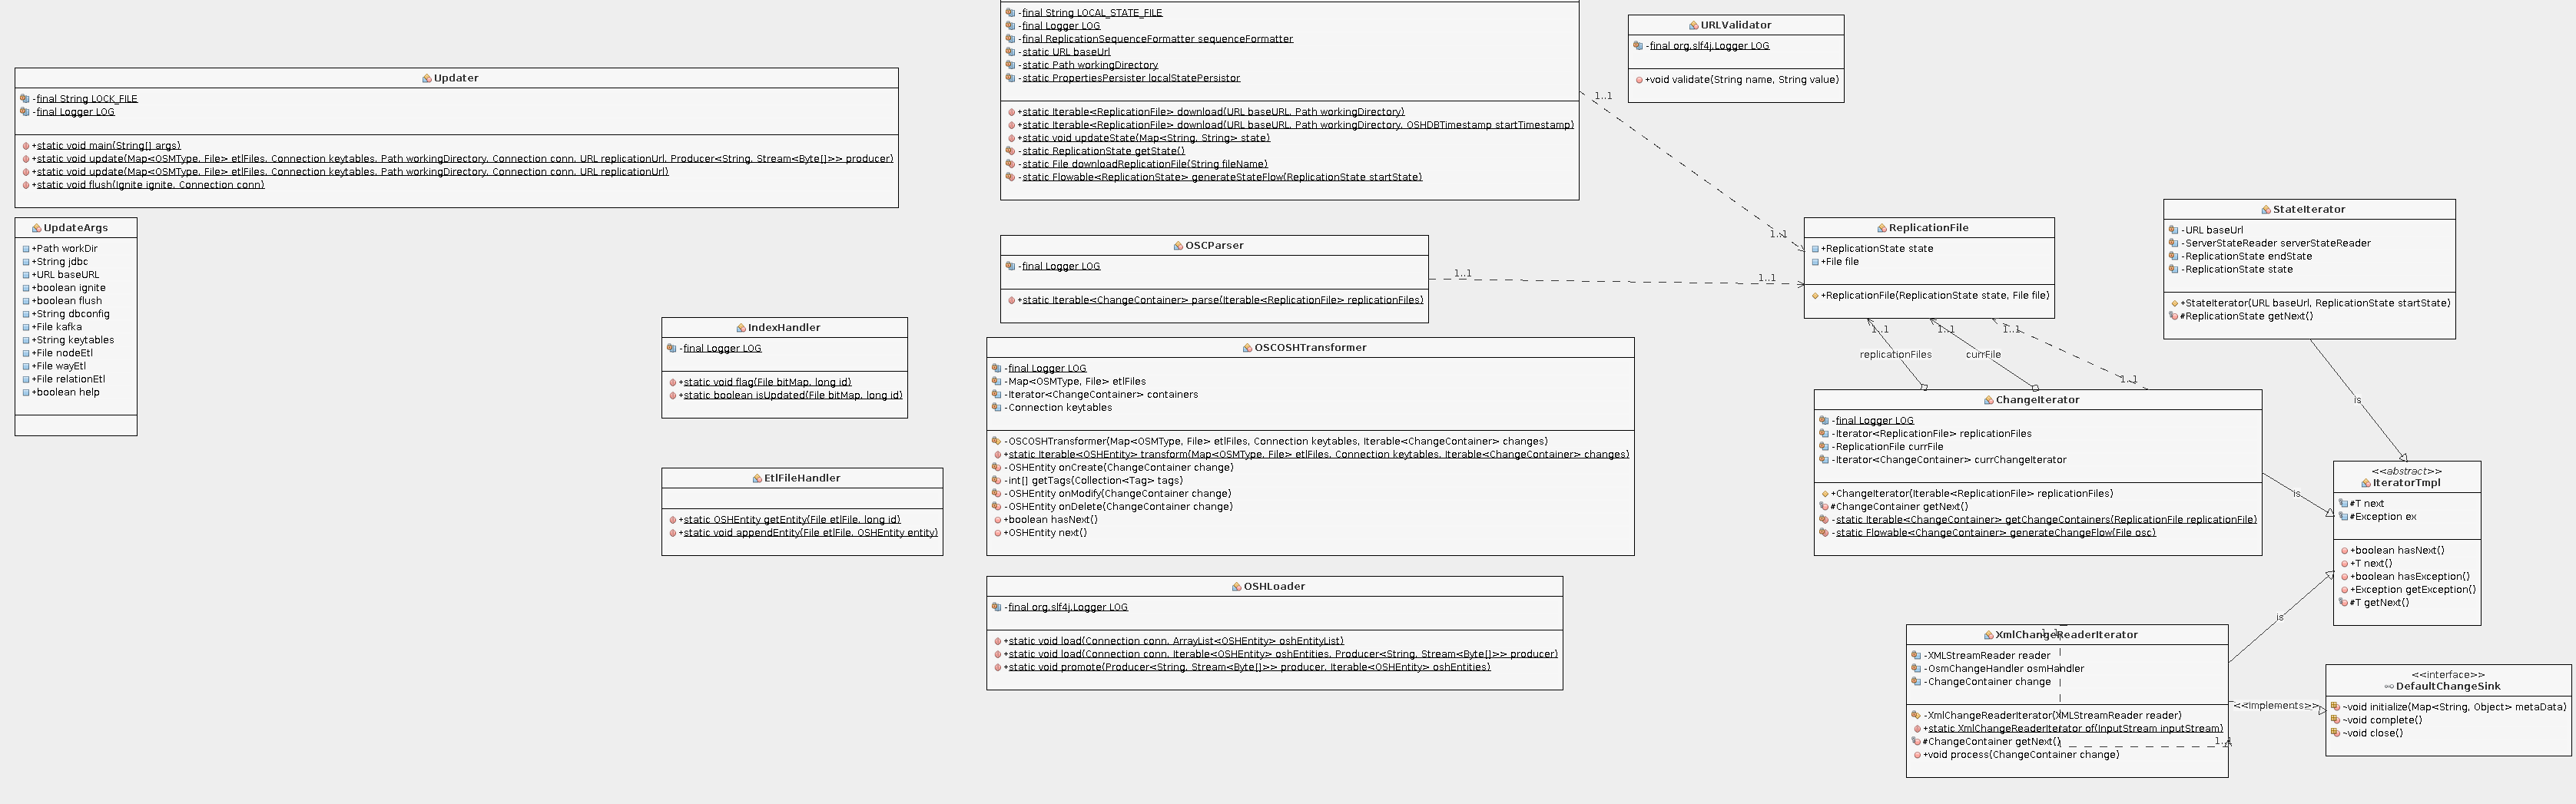 Updater
-final String LOCK_FILE
-final Logger LOG
+static void main(String[] args)
+static void update(Map<OSMType, File> etlFiles, Connection keytables, Path workingDirectory, Connection conn, URL replicationUrl, Producer<String, Stream<Byte[]>> producer)
+static void update(Map<OSMType, File> etlFiles, Connection keytables, Path workingDirectory, Connection conn, URL replicationUrl)
+static void flush(Ignite ignite, Connection conn)
UpdateArgs
+Path workDir
+String jdbc
+URL baseURL
+boolean ignite
+boolean flush
+String dbconfig
+File kafka
+String keytables
+File nodeEtl
+File wayEtl
+File relationEtl
+boolean help
IndexHandler
-final Logger LOG
+static void flag(File bitMap, long id)
+static boolean isUpdated(File bitMap, long id)
EtlFileHandler
+static OSHEntity getEntity(File etlFile, long id)
+static void appendEntity(File etlFile, OSHEntity entity)
-final String LOCAL_STATE_FILE
-final Logger LOG
-final ReplicationSequenceFormatter sequenceFormatter
-static URL baseUrl
-static Path workingDirectory
-static PropertiesPersister localStatePersistor
+static Iterable<ReplicationFile> download(URL baseURL, Path workingDirectory)
+static Iterable<ReplicationFile> download(URL baseURL, Path workingDirectory, OSHDBTimestamp startTimestamp)
+static void updateState(Map<String, String> state)
-static ReplicationState getState()
-static File downloadReplicationFile(String fileName)
-static Flowable<ReplicationState> generateStateFlow(ReplicationState startState)
OSCParser
-final Logger LOG
+static Iterable<ChangeContainer> parse(Iterable<ReplicationFile> replicationFiles)
OSCOSHTransformer
-final Logger LOG
-Map<OSMType, File> etlFiles
-Iterator<ChangeContainer> containers
-Connection keytables
-OSCOSHTransformer(Map<OSMType, File> etlFiles, Connection keytables, Iterable<ChangeContainer> changes)
+static Iterable<OSHEntity> transform(Map<OSMType, File> etlFiles, Connection keytables, Iterable<ChangeContainer> changes)
-OSHEntity onCreate(ChangeContainer change)
-int[] getTags(Collection<Tag> tags)
-OSHEntity onModify(ChangeContainer change)
-OSHEntity onDelete(ChangeContainer change)
+boolean hasNext()
+OSHEntity next()
OSHLoader
-final org.slf4j.Logger LOG
+static void load(Connection conn, ArrayList<OSHEntity> oshEntityList)
+static void load(Connection conn, Iterable<OSHEntity> oshEntities, Producer<String, Stream<Byte[]>> producer)
+static void promote(Producer<String, Stream<Byte[]>> producer, Iterable<OSHEntity> oshEntities)
URLValidator
-final org.slf4j.Logger LOG
+void validate(String name, String value)
1..1
1..1
1..1
1..1
ReplicationFile
+ReplicationState state
+File file
+ReplicationFile(ReplicationState state, File file)
1..1
1..1
1..1
replicationFiles
currFile
1..1
ChangeIterator
-final Logger LOG
-Iterator<ReplicationFile> replicationFiles
-ReplicationFile currFile
-Iterator<ChangeContainer> currChangeIterator
+ChangeIterator(Iterable<ReplicationFile> replicationFiles)
#ChangeContainer getNext()
-static Iterable<ChangeContainer> getChangeContainers(ReplicationFile replicationFile)
-static Flowable<ChangeContainer> generateChangeFlow(File osc)
StateIterator
-URL baseUrl
-ServerStateReader serverStateReader
-ReplicationState endState
-ReplicationState state
+StateIterator(URL baseUrl, ReplicationState startState)
#ReplicationState getNext()
is
is
is
<<abstract>>
IteratorTmpl
#T next
#Exception ex
+boolean hasNext()
+T next()
+boolean hasException()
+Exception getException()
#T getNext()
XmlChangeReaderIterator
-XMLStreamReader reader
-OsmChangeHandler osmHandler
-ChangeContainer change
-XmlChangeReaderIterator(XMLStreamReader reader)
+static XmlChangeReaderIterator of(InputStream inputStream)
#ChangeContainer getNext()
+void process(ChangeContainer change)
<<implements>>
<<interface>>
DefaultChangeSink
~void initialize(Map<String, Object> metaData)
~void complete()
~void close()